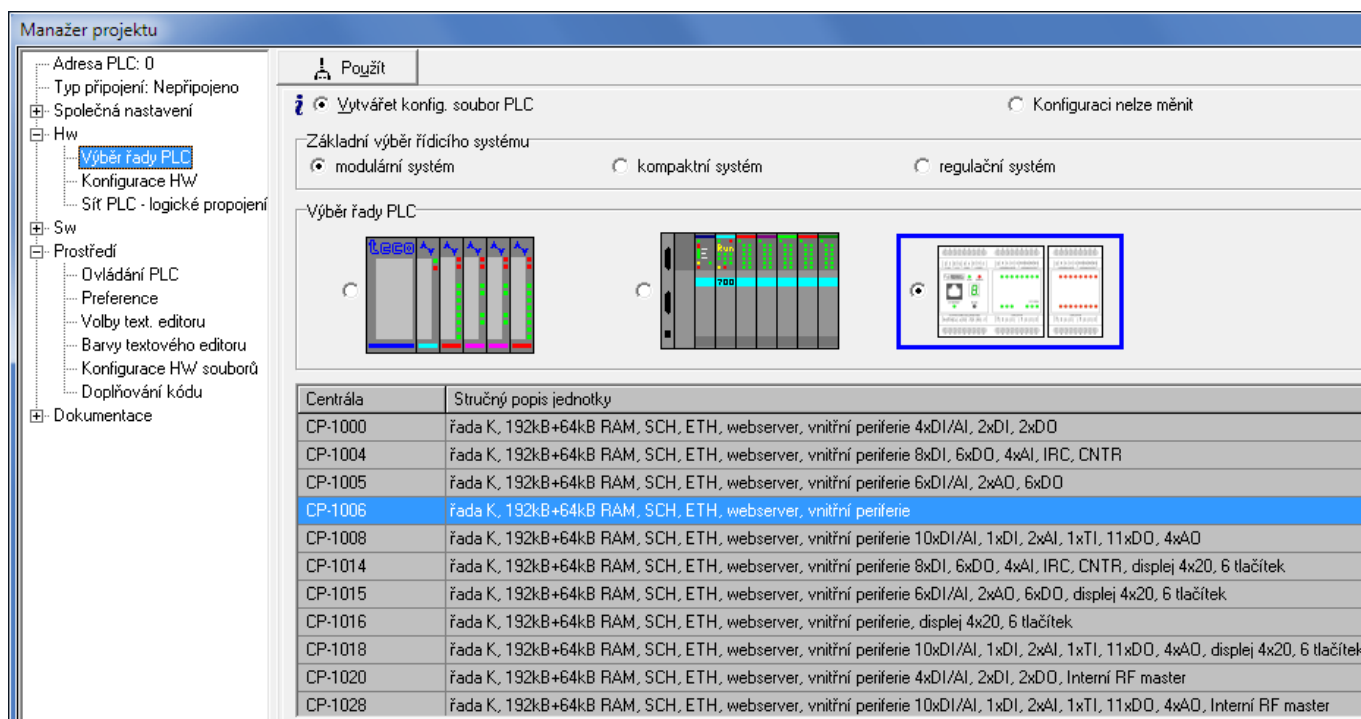 Manažer projektu
Adresa PLC: 0
Typ připojení: Nepřipojeno
Společná nastavení
Hw
Výběr řady PLC
Konfigurace HW
Síť PLC - logické propojení
Sw
Prostředí
Ovládání PLC
Preference
Volby text. editoru
Barvy textového editoru
Konfigurace HW souborů
Doplňování kódu
Dokumentace
Použít
Vytvářet konfig. soubor PLC
Konfiguraci nelze měnit
Základní výběr řídicího systému
modulární systém
kompaktní systém
regulační systém
Výběr řady PLC
teco
Run
700
Centrála Stručný popis jednotky
CP-1000 řada K, 192kB+64kB RAM, SCH, ETH, webserver, vnitřní periferie 4xDI/AI, 2xDI, 2xDO
CP-1004 řada K, 192kB+64kB RAM, SCH, ETH, webserver, vnitřní periferie 8xDI, 6xDO, 4xAI, IRC, CNTR
CP-1005 řada K, 192kB+64kB RAM, SCH, ETH, webserver, vnitřní periferie 6xDI/AI, 2xAO, 6xDO
CP-1006 řada K, 192kB+64kB RAM, SCH, ETH, webserver, vnitřní periferie
CP-1008 řada K, 192kB+64kB RAM, SCH, ETH, webserver, vnitřní periferie 10xDI/AI, 1xDI, 2xAI, 1xTI, 11xDO, 4xAO
CP-1014 řada K, 192kB+64kB RAM, SCH, ETH, webserver, vnitřní periferie 8xDI, 6xDO, 4xAI, IRC, CNTR, displej 4x20, 6 tlačítek
CP-1015 řada K, 192kB+64kB RAM, SCH, ETH, webserver, vnitřní periferie 6xDI/AI, 2xAO, 6xDO, displej 4x20, 6 tlačítek
CP-1016 řada K, 192kB+64kB RAM, SCH, ETH, webserver, vnitřní periferie, displej 4x20, 6 tlačítek
CP-1018 řada K, 192kB+64kB RAM, SCH, ETH, webserver, vnitřní periferie 10xDI/AI, 1xDI, 2xAI, 1xTI, 11xDO, 4xAO, displej 4x20, 6 tlačítek
CP-1020 řada K, 192kB+64kB RAM, SCH, ETH, webserver, vnitřní periferie 4xDI/AI, 2xDI, 2xDO, Interní RF master
CP-1028 řada K, 192kB+64kB RAM, SCH, ETH, webserver, vnitřní periferie 10xDI/AI, 1xDI, 2xAI, 1xTI, 11xDO, 4xAO, Interní RF master